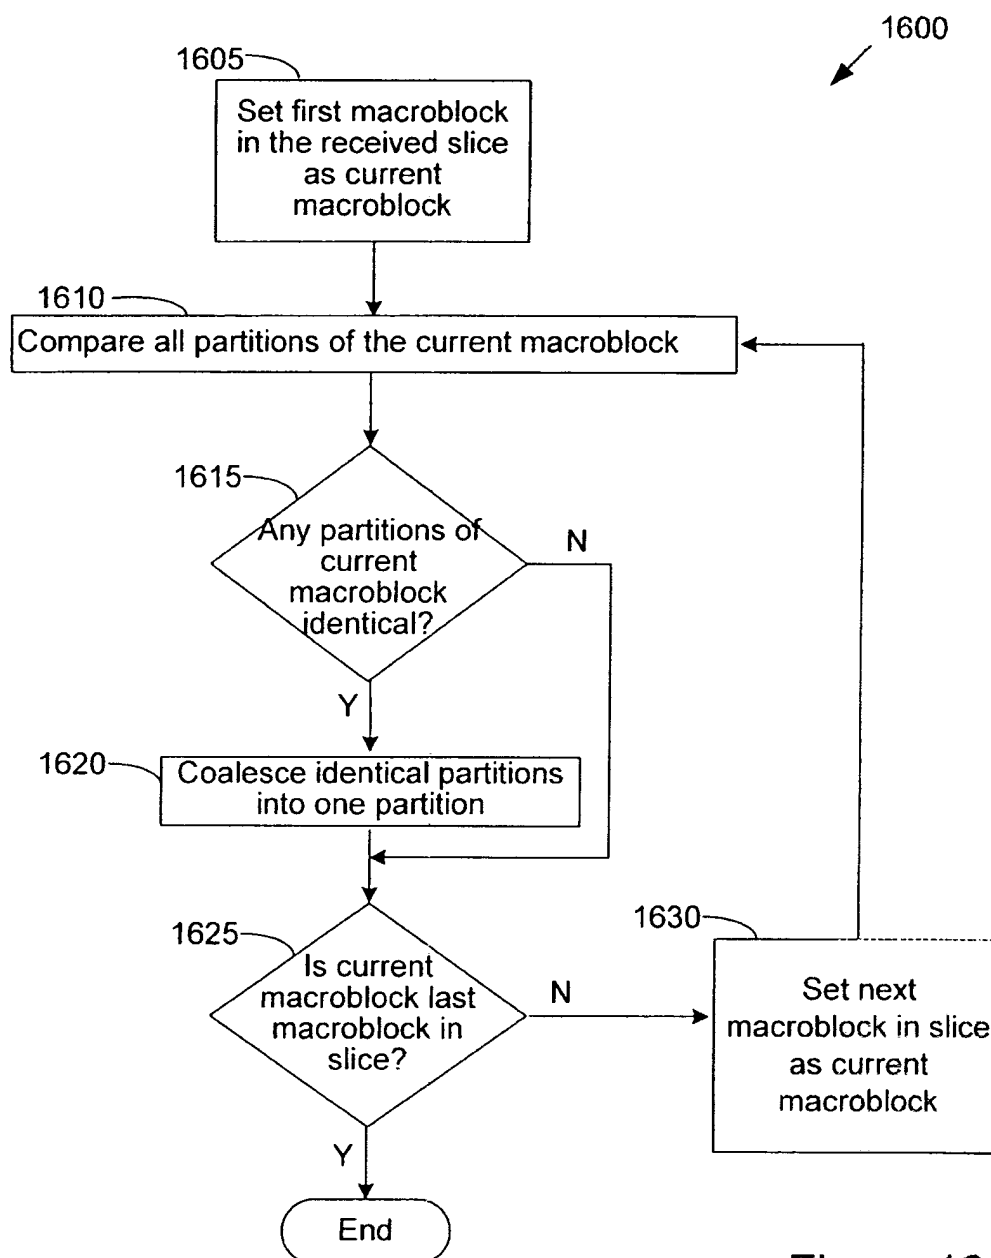 1600
1605
Set first macroblock
in the received slice
as current
macroblock
1610
Compare all partitions of the current macroblock
1615
Any partitions of
current
macroblock
identical?
N
Y
1620
Coalesce identical partitions
into one partition
1625
Is current
macroblock last
macroblock in
slice?
N
1630
Set next
macroblock in slice
as current
macroblock
Y
End